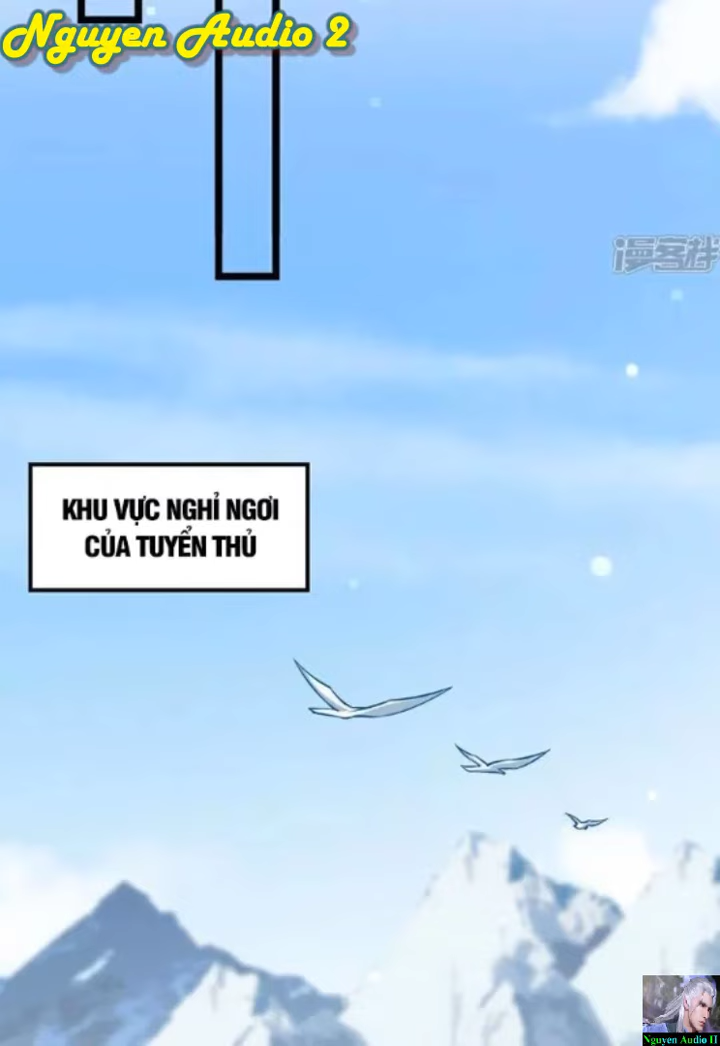 Nguyen Audio 2
漫客栈
KHU VỰC NGHỈ NGƠI
CỦA TUYỂN THỦ
Nguyen Audio II